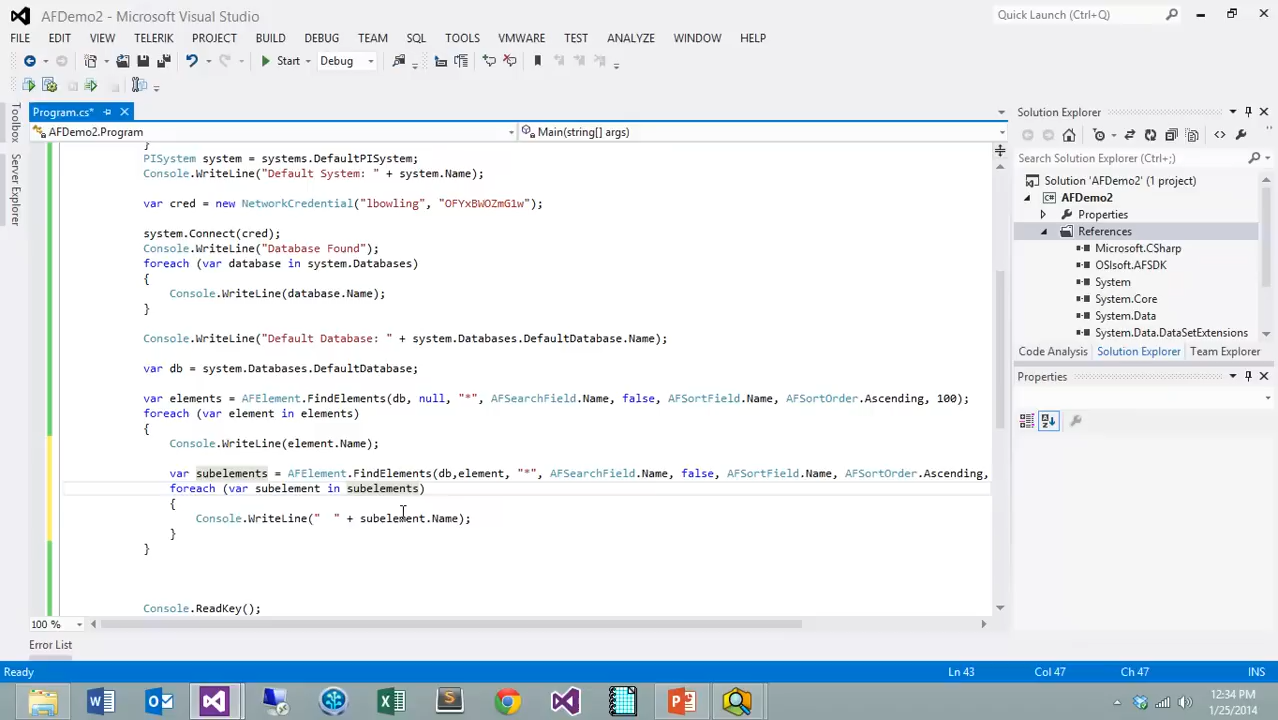 AFDemo2 - Microsoft Visual Studio
Quick Launch (Ctrl+Q)
FILE EDIT VIEW TELERIK PROJECT BUILD DEBUG TEAM SQL TOOLS VMWARE TEST ANALYZE WINDOW HELP
Start Debug
Program.cs*
AFDemo2.Program
Main(string[] args)
Toolbox
Server Explorer
}
PISystem system = systems.DefaultPISystem;
Console.WriteLine("Default System: " + system.Name);
var cred = new NetworkCredential("lbowling", "OFYxBWOZmG1w");
system.Connect(cred);
Console.WriteLine("Database Found");
foreach (var database in system.Databases)
{
Console.WriteLine(database.Name);
}
Console.WriteLine("Default Database: " + system.Databases.DefaultDatabase.Name);
var db = system.Databases.DefaultDatabase;
var elements = AFElement.FindElements(db, null, "*", AFSearchField.Name, false, AFSortField.Name, AFSortOrder.Ascending, 100);
foreach (var element in elements)
{
Console.WriteLine(element.Name);
var subelements = AFElement.FindElements(db,element, "*", AFSearchField.Name, false, AFSortField.Name, AFSortOrder.Ascending,
foreach (var subelement in subelements)
{
Console.WriteLine("  " + subelement.Name);
}
}
Console.ReadKey();
100 %
Error List
Solution Explorer
Search Solution Explorer (Ctrl+;)
Solution 'AFDemo2' (1 project)
AFDemo2
Properties
References
Microsoft.CSharp
OSIsoft.AFSDK
System
System.Core
System.Data
System.Data.DataSetExtensions
Code Analysis Solution Explorer Team Explorer
Properties
Ready
Ln 43 Col 47 Ch 47 INS
12:34 PM
1/25/2014